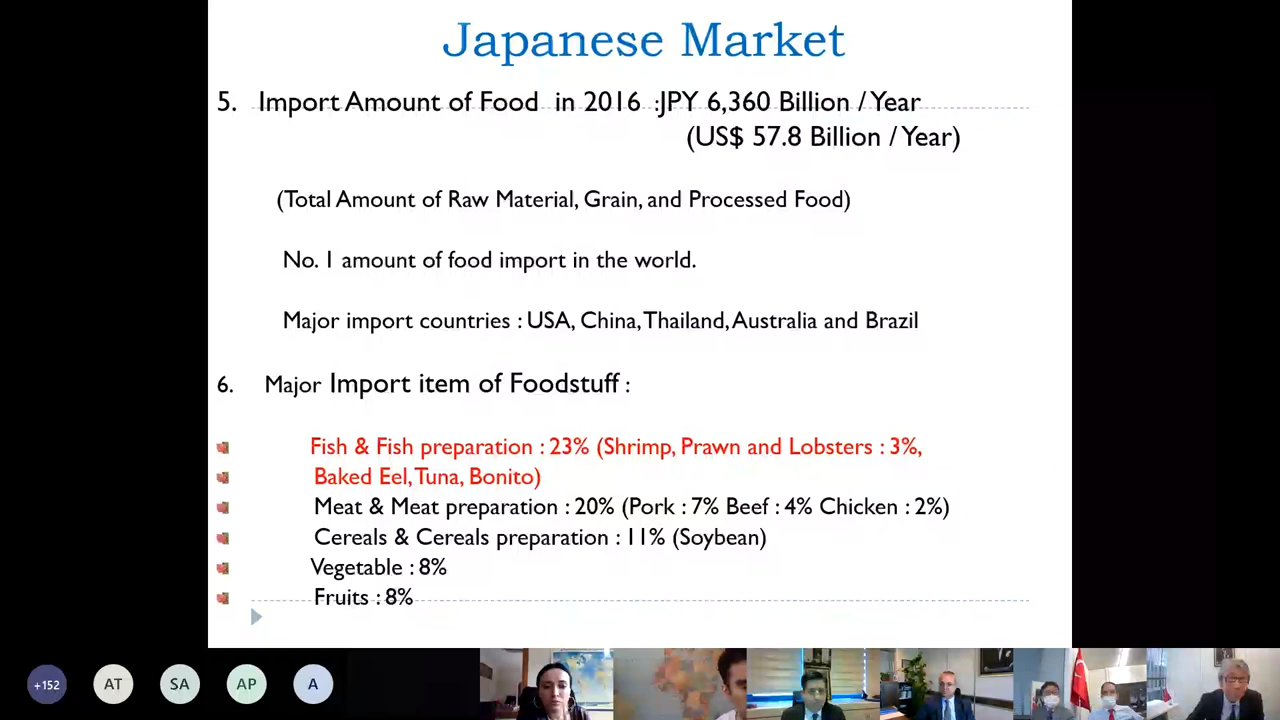 Japanese Market
5. Import Amount of Food in 2016 :JPY 6,360 Billion / Year
(US$ 57.8 Billion / Year)
(Total Amount of Raw Material, Grain, and Processed Food)
No. 1 amount of food import in the world.
Major import countries : USA, China, Thailand, Australia and Brazil
6. Major Import item of Foodstuff :
Fish & Fish preparation : 23% (Shrimp, Prawn and Lobsters : 3%,
Baked Eel, Tuna, Bonito)
Meat & Meat preparation : 20% (Pork : 7% Beef : 4% Chicken : 2%)
Cereals & Cereals preparation : 11% (Soybean)
Vegetable : 8%
Fruits : 8%
+152 AT SA AP A